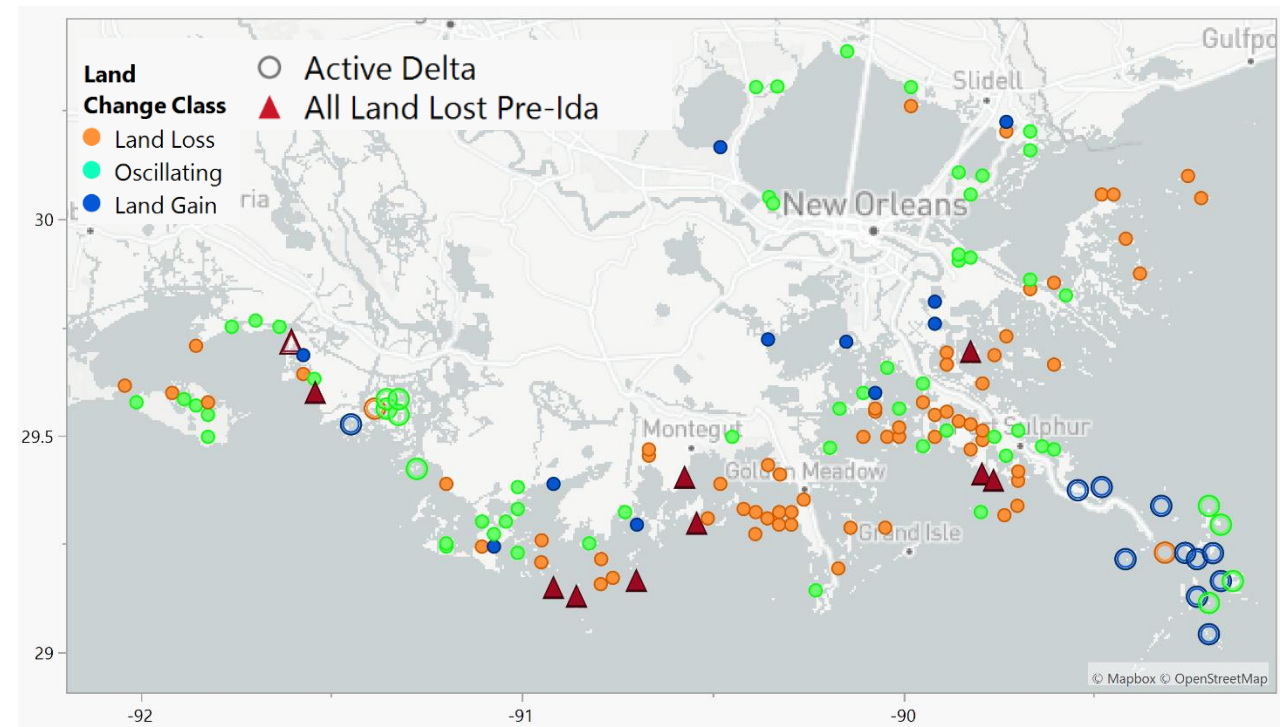 Gulfpo
Land
Change Class
Land Loss
Oscillating
Land Gain
Active Delta
All Land Lost Pre-Ida
Slidell
ria
New Orleans
30
29.5
29
Montegut
Golden Meadow
Sulphur
Grand Isle
© Mapbox © OpenStreetMap
-92
-91
-90